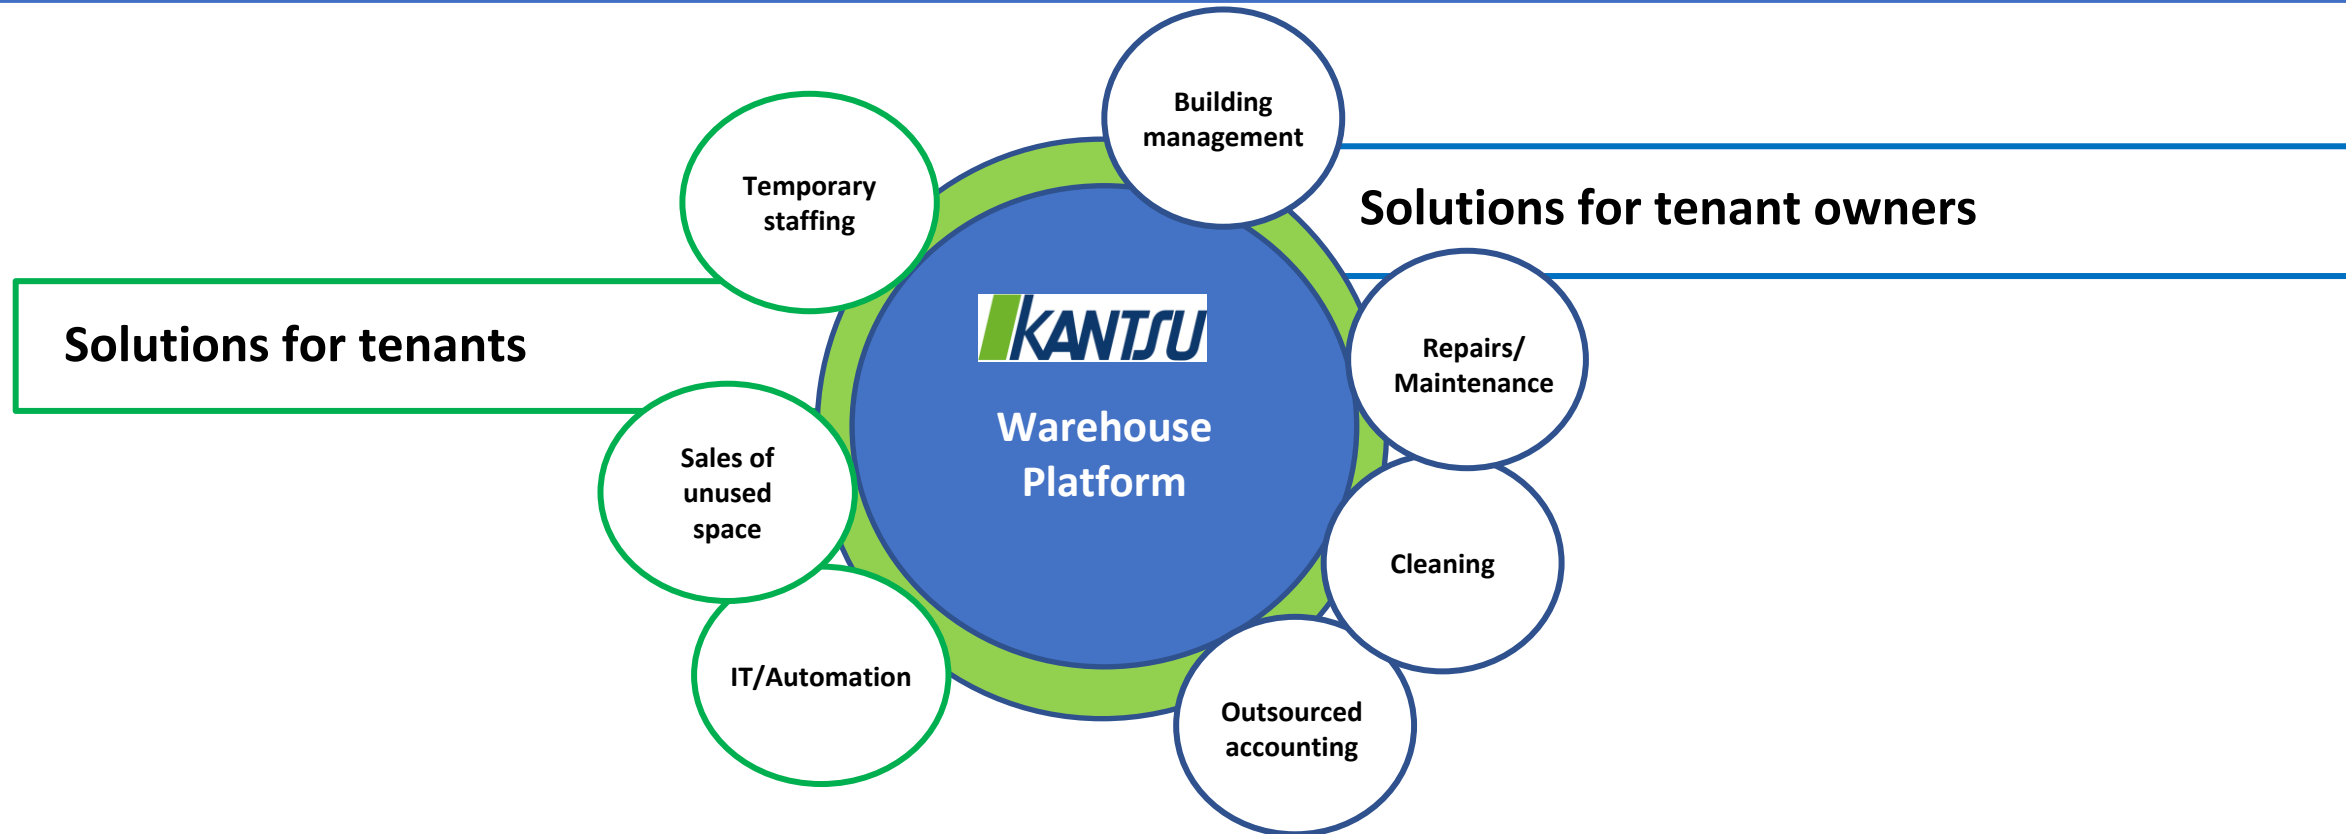 Building
management
Temporary
staffing
Solutions for tenant owners
Solutions for tenants
KANTSU
Repairs/
Maintenance
Warehouse
Platform
Sales of
unused
space
Cleaning
IT/Automation
Outsourced
accounting